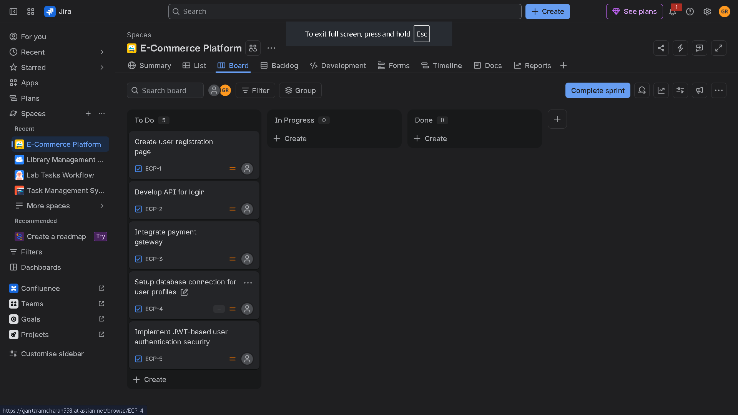 Jira
Search
+ Create
See plans
1
GR
To exit full screen, press and hold Esc
For you
Recent
Starred
Apps
Plans
Spaces
Recent
E-Commerce Platform
Library Management ...
Lab Tasks Workflow
Task Management Sy...
More spaces
Recommended
Create a roadmap
Try
Filters
Dashboards
Confluence
Teams
Goals
Projects
Customise sidebar
Spaces
E-Commerce Platform
Summary
List
Board
Backlog
Development
Forms
Timeline
Docs
Reports
Search board
GR
Filter
Group
Complete sprint
To Do 5
Create user registration
page
ECP-1
Develop API for login
ECP-2
Integrate payment
gateway
ECP-3
Setup database connection for
user profiles
ECP-4
Implement JWT-based user
authentication security
ECP-5
+ Create
In Progress 0
+ Create
Done 0
+ Create